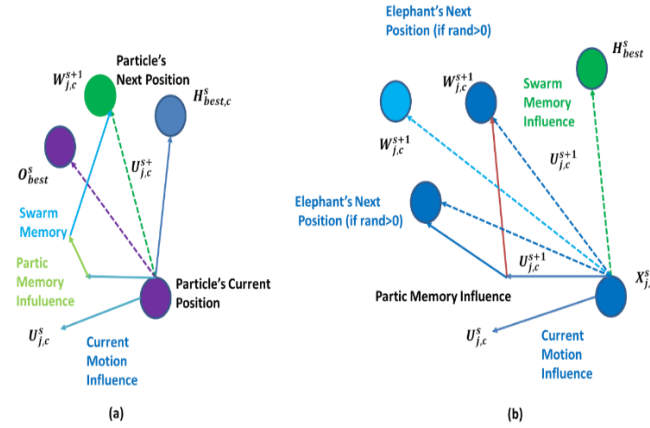 Particle's
Next Position
W^{s+1}_{j,c}
H^s_{best,c}
O^s_{best}
U^{s+}_{j,c}
Swarm
Memory
Partic
Memory
Infuluence
Particle's Current
Position
U^s_{j,c}
Current
Motion
Influence
(a)
Elephant's Next
Position (if rand>0)
H^s_{best}
W^{s+1}_{j,c}
Swarm
Memory
Influence
W^{s+1}_{j,c}
U^{s+1}_{j,c}
Elephant's Next
Position (if rand>0)
U^{s+1}_{j,c}
X^s_{j,
Partic Memory Influence
U^s_{j,c}
Current
Motion
Influence
(b)